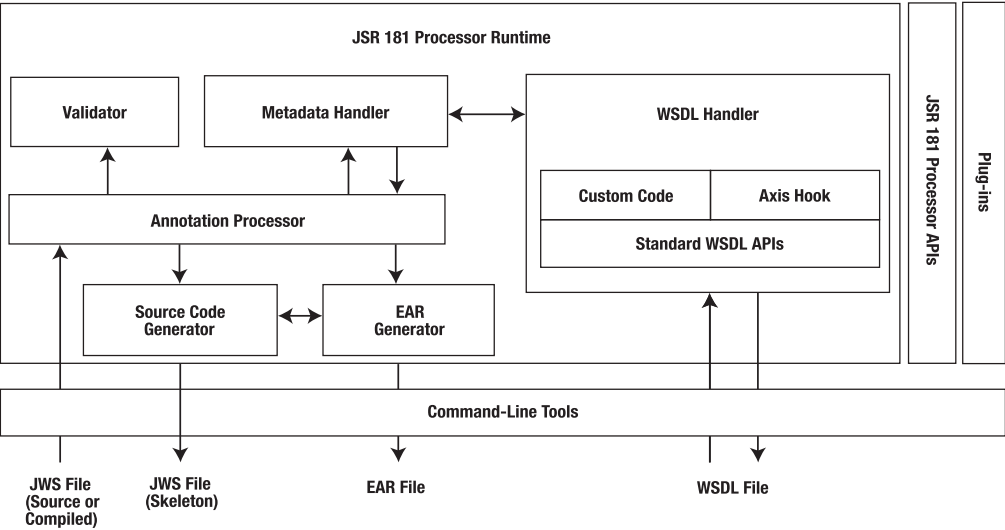 JSR 181 Processor Runtime
Validator
Metadata Handler
WSDL Handler
Custom Code
Axis Hook
Standard WSDL APIs
Annotation Processor
Source Code
Generator
EAR
Generator
JSR 181 Processor APIs
Plug-ins
Command-Line Tools
JWS File
(Source or
Compiled)
JWS File
(Skeleton)
EAR File
WSDL File